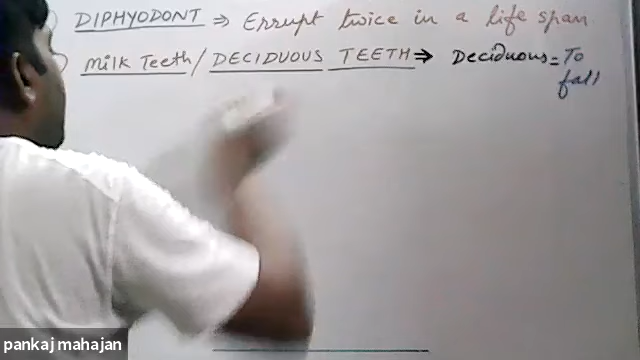 DIPHYODONT ⇒ Errupt twice in a life span.
) Milk Teeth / DECIDUOUS TEETH ⇒ Deciduous = To
fall
pankaj mahajan